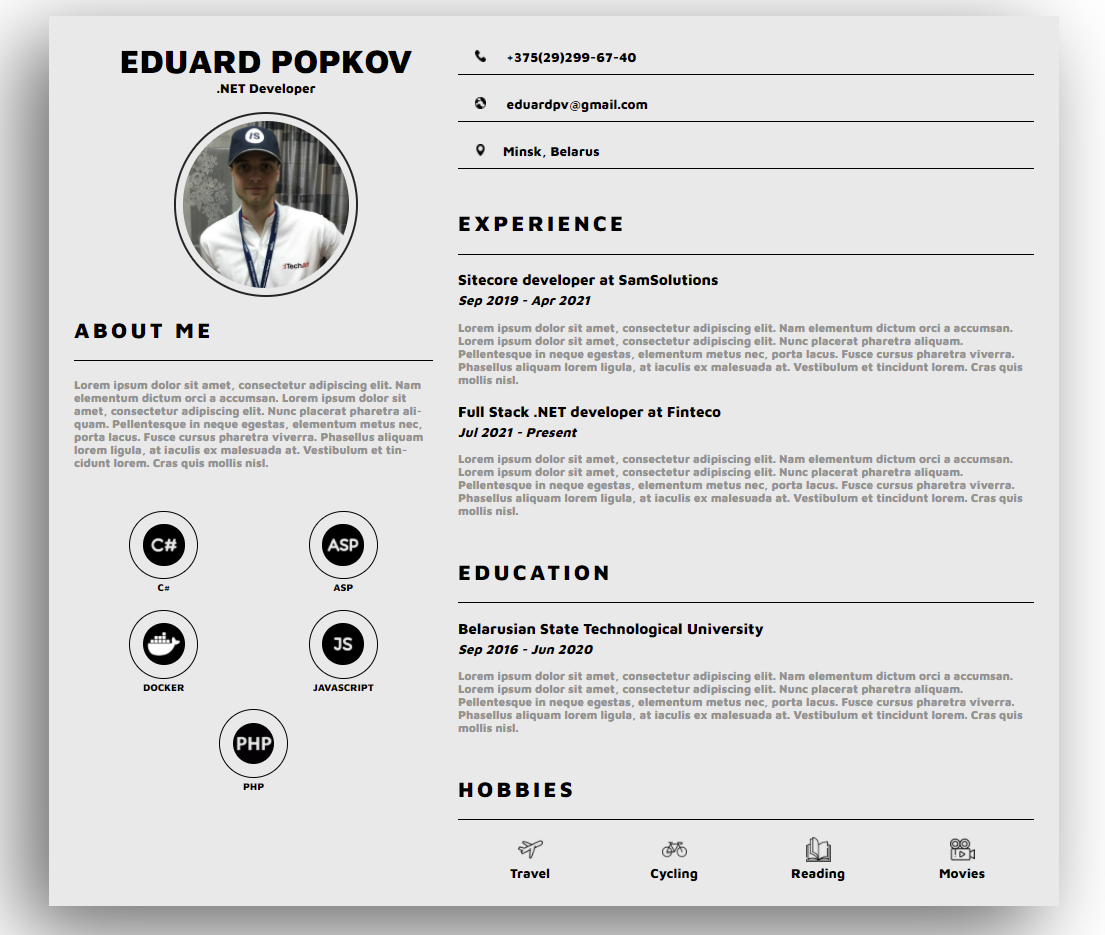 EDUARD POPKOV
.NET Developer
/S
:TechArt
ABOUT ME
Lorem ipsum dolor sit amet, consectetur adipiscing elit. Nam
elementum dictum orci a accumsan. Lorem ipsum dolor sit
amet, consectetur adipiscing elit. Nunc placerat pharetra ali-
quam. Pellentesque in neque egestas, elementum metus nec,
porta lacus. Fusce cursus pharetra viverra. Phasellus aliquam
lorem ligula, at iaculis ex malesuada at. Vestibulum et tin-
cidunt lorem. Cras quis mollis nisl.
C#
C#
ASP
ASP
DOCKER
JS
JAVASCRIPT
PHP
PHP
+375(29)299-67-40
eduardpv@gmail.com
Minsk, Belarus
EXPERIENCE
Sitecore developer at SamSolutions
Sep 2019 - Apr 2021
Lorem ipsum dolor sit amet, consectetur adipiscing elit. Nam elementum dictum orci a accumsan.
Lorem ipsum dolor sit amet, consectetur adipiscing elit. Nunc placerat pharetra aliquam.
Pellentesque in neque egestas, elementum metus nec, porta lacus. Fusce cursus pharetra viverra.
Phasellus aliquam lorem ligula, at iaculis ex malesuada at. Vestibulum et tincidunt lorem. Cras quis
mollis nisl.
Full Stack .NET developer at Finteco
Jul 2021 - Present
Lorem ipsum dolor sit amet, consectetur adipiscing elit. Nam elementum dictum orci a accumsan.
Lorem ipsum dolor sit amet, consectetur adipiscing elit. Nunc placerat pharetra aliquam.
Pellentesque in neque egestas, elementum metus nec, porta lacus. Fusce cursus pharetra viverra.
Phasellus aliquam lorem ligula, at iaculis ex malesuada at. Vestibulum et tincidunt lorem. Cras quis
mollis nisl.
EDUCATION
Belarusian State Technological University
Sep 2016 - Jun 2020
Lorem ipsum dolor sit amet, consectetur adipiscing elit. Nam elementum dictum orci a accumsan.
Lorem ipsum dolor sit amet, consectetur adipiscing elit. Nunc placerat pharetra aliquam.
Pellentesque in neque egestas, elementum metus nec, porta lacus. Fusce cursus pharetra viverra.
Phasellus aliquam lorem ligula, at iaculis ex malesuada at. Vestibulum et tincidunt lorem. Cras quis
mollis nisl.
HOBBIES
Travel
Cycling
Reading
Movies